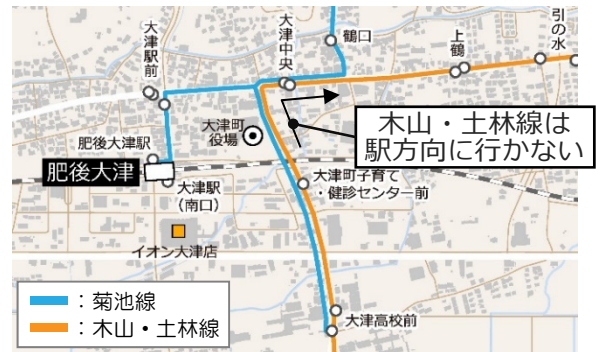 大津駅前
大津中央
鶴口
上鶴
引の水
大津町
役場
木山・土林線は
駅方向に行かない
肥後大津駅
肥後大津
大津駅
（南口）
大津町子育て
・健診センター前
イオン大津店
大津高校前
：菊池線
：木山・土林線